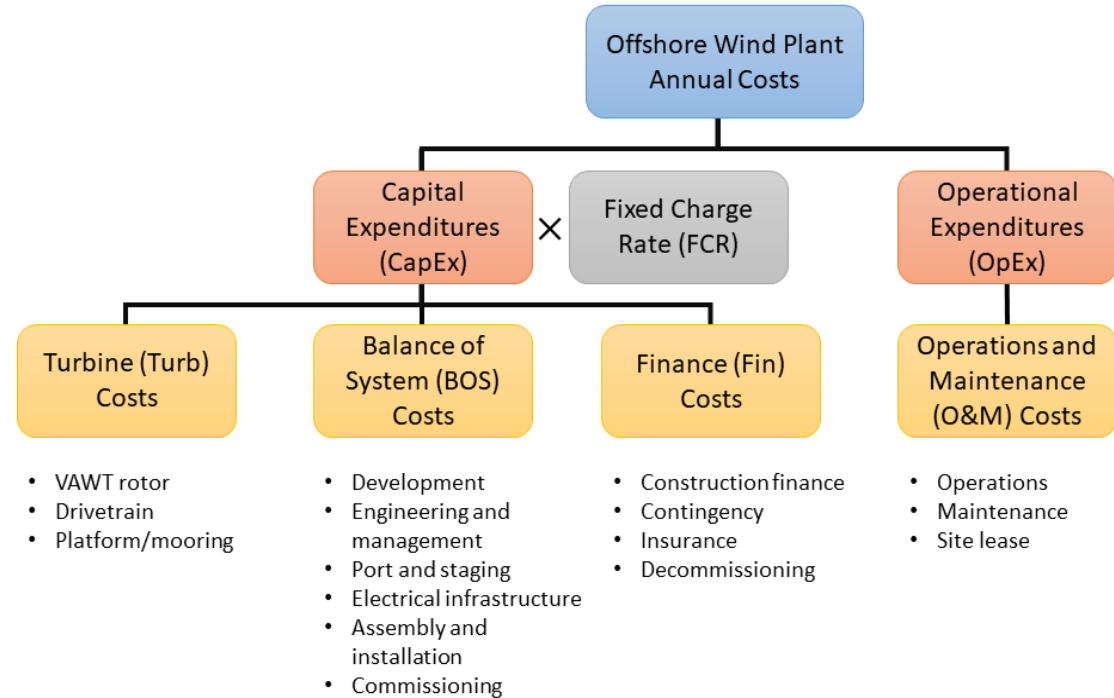 Offshore Wind Plant
Annual Costs
Capital
Expenditures
(CapEx)
×
Fixed Charge
Rate (FCR)
Operational
Expenditures
(OpEx)
Turbine (Turb)
Costs
Balance of
System (BOS)
Costs
Finance (Fin)
Costs
Operations and
Maintenance
(O&M) Costs
• VAWT rotor
• Drivetrain
• Platform/mooring
• Development
• Engineering and
management
• Port and staging
• Electrical infrastructure
• Assembly and
installation
• Commissioning
• Construction finance
• Contingency
• Insurance
• Decommissioning
• Operations
• Maintenance
• Site lease